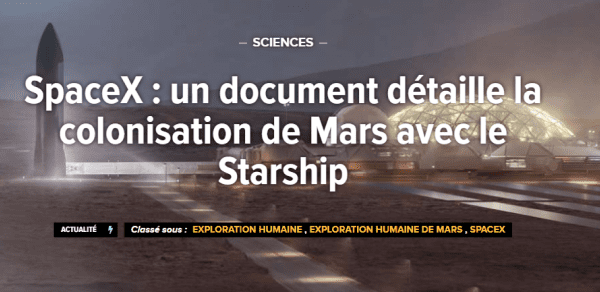 – SCIENCES –
SpaceX : un document détaille la
colonisation de Mars avec le
Starship
ACTUALITÉ
Classé sous : EXPLORATION HUMAINE , EXPLORATION HUMAINE DE MARS , SPACEX